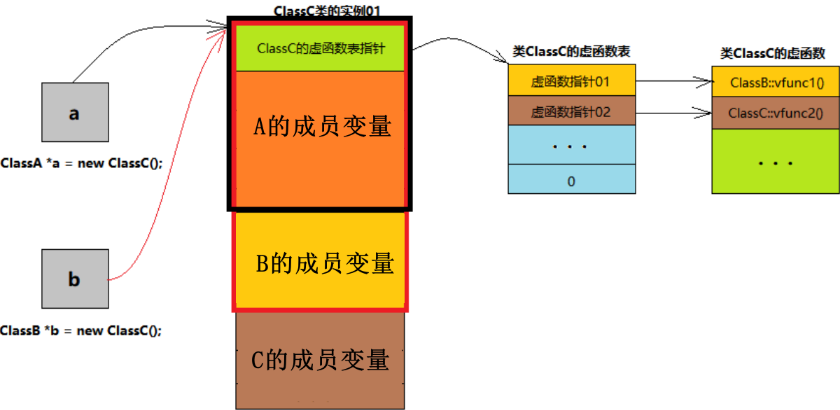 ClassC类的实例01
ClassC的虚函数表指针
A的成员变量
B的成员变量
C的成员变量
a
ClassA *a = new ClassC();
b
ClassB *b = new ClassC();
类ClassC的虚函数表
虚函数指针01
虚函数指针02
···
0
类ClassC的虚函数
ClassB::vfunc1()
ClassC::vfunc2()
···